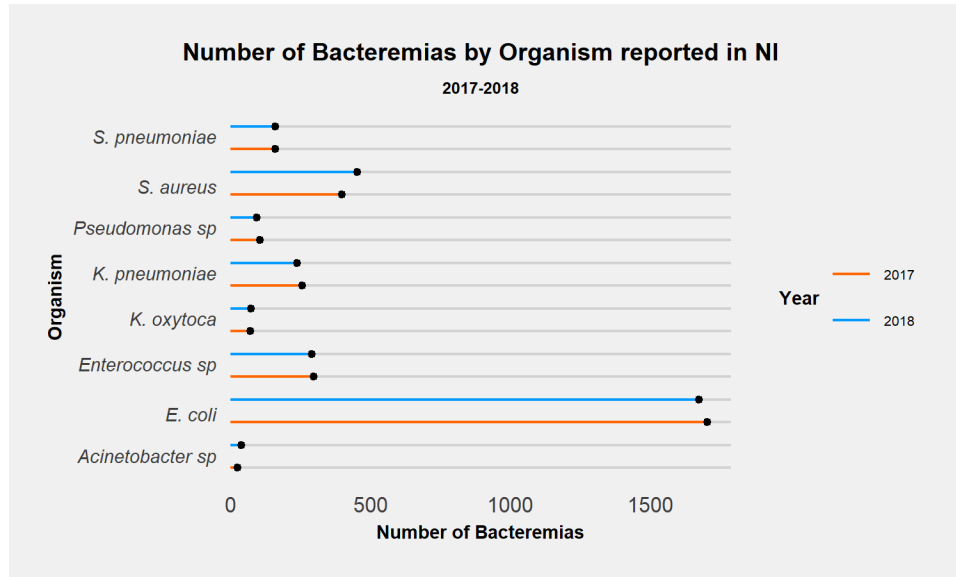 Number of Bacteremias by Organism reported in NI
2017-2018
Organism
S. pneumoniae
S. aureus
Pseudomonas sp
K. pneumoniae
K. oxytoca
Enterococcus sp
E. coli
Acinetobacter sp
0 500 1000 1500
Number of Bacteremias
Year
2017
2018